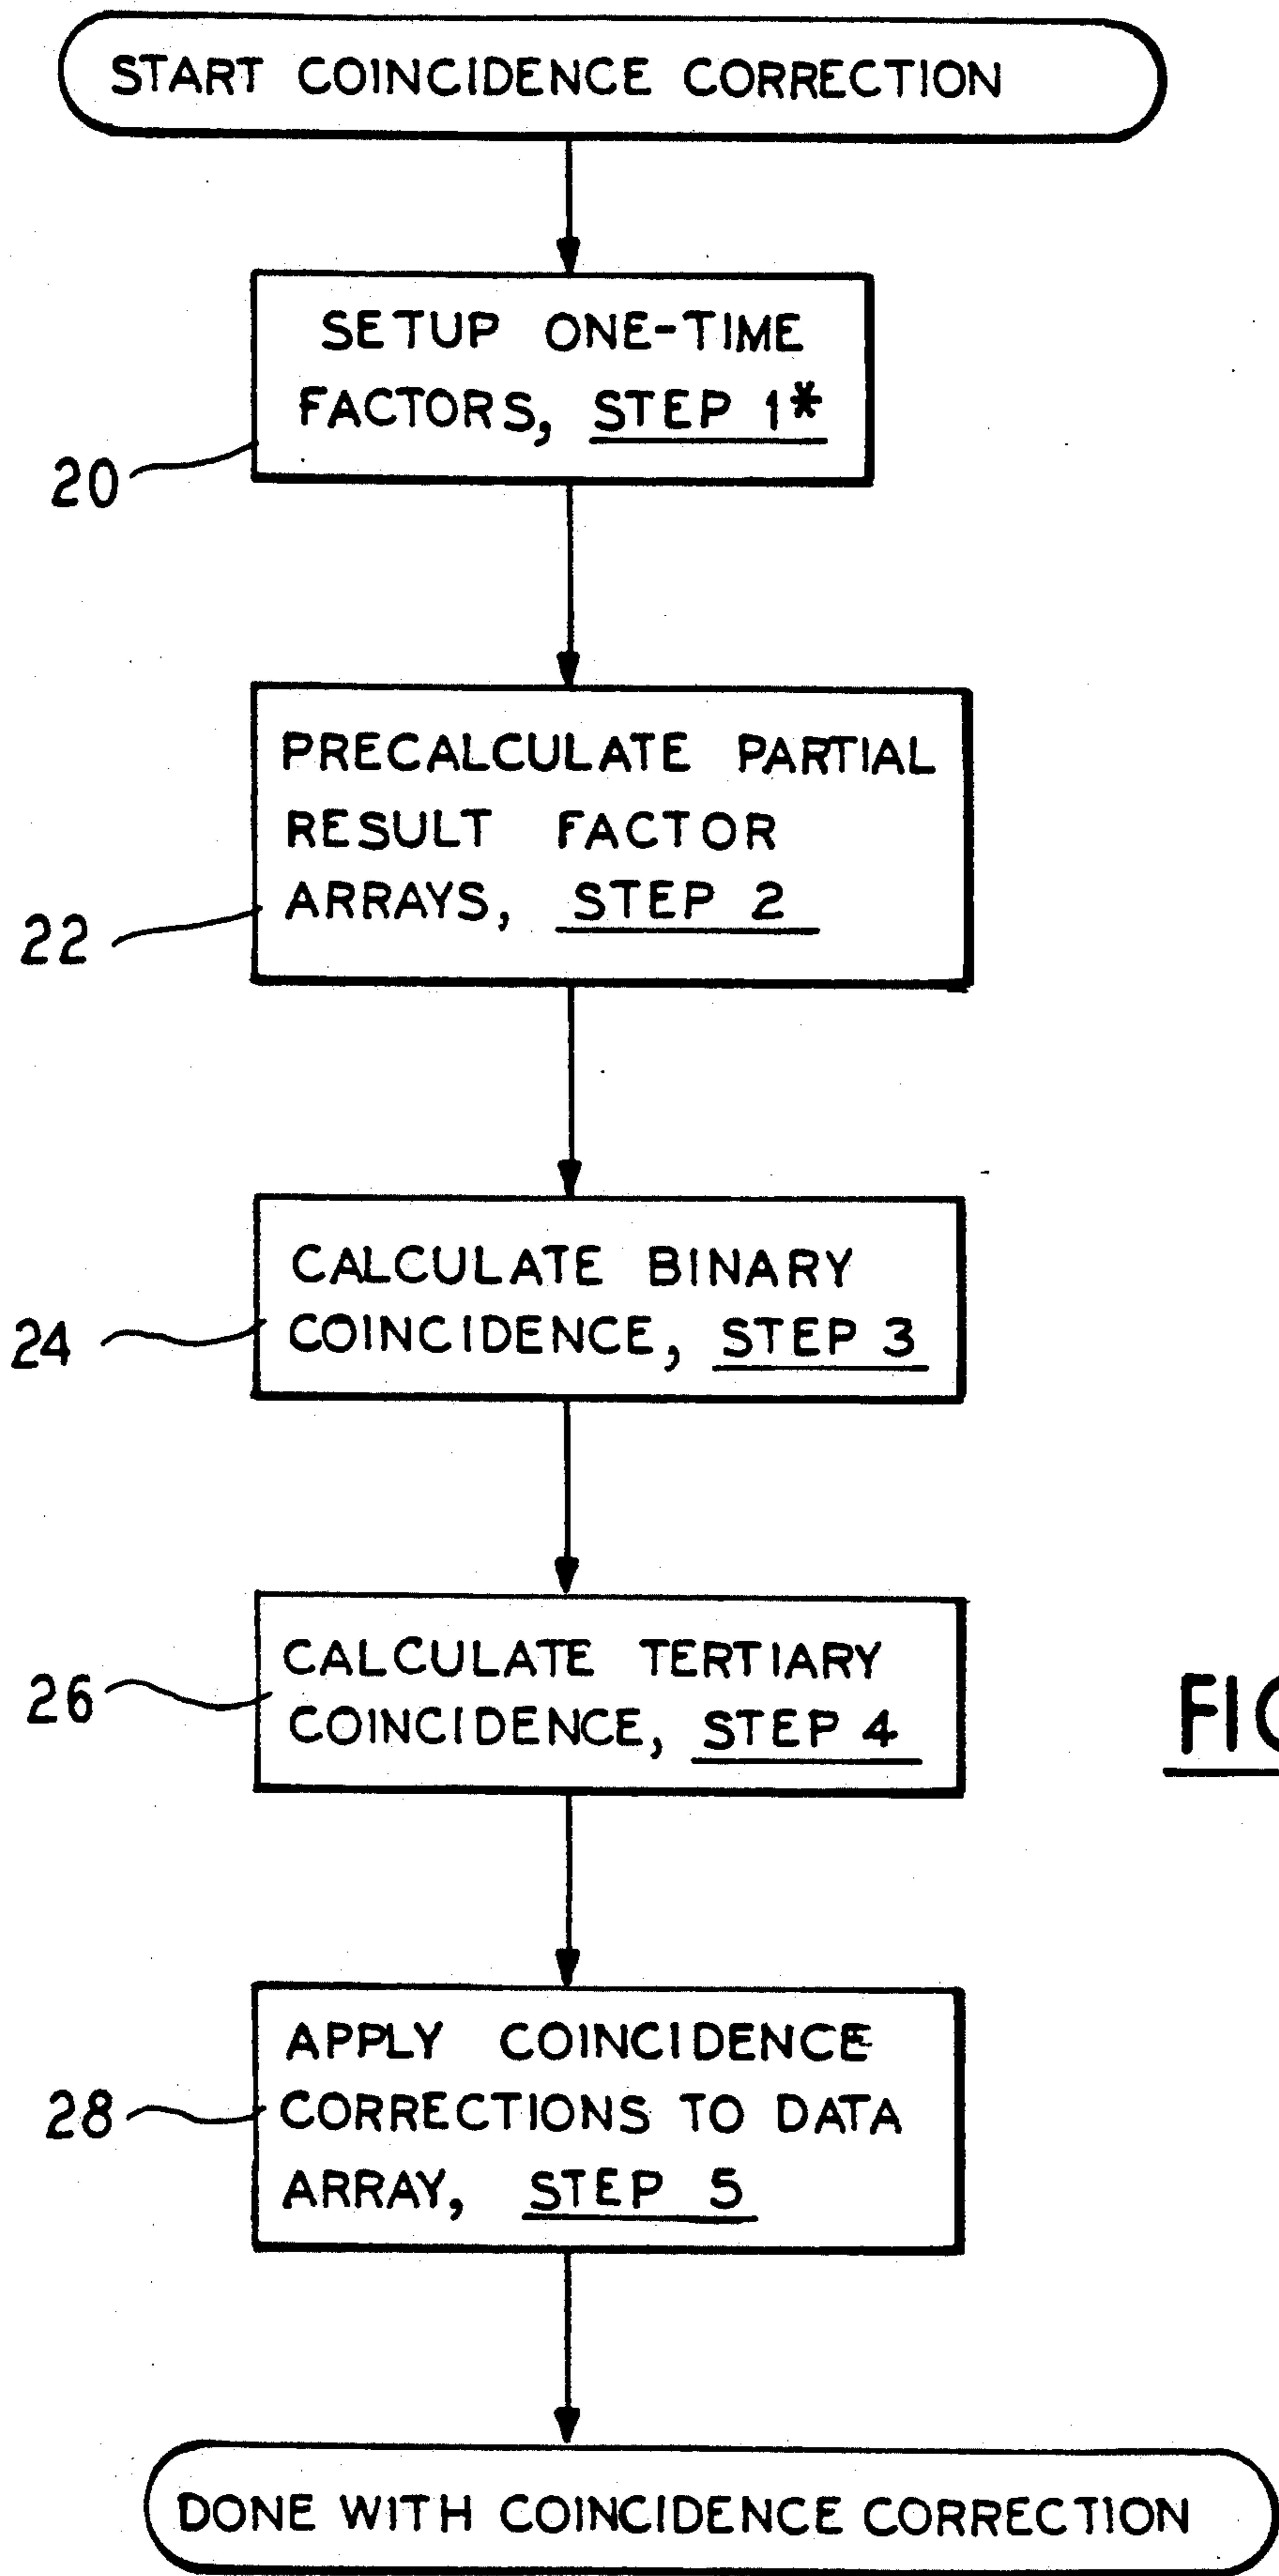 START COINCIDENCE CORRECTION
SETUP ONE-TIME
FACTORS, STEP 1*
20
PRECALCULATE PARTIAL
RESULT FACTOR
ARRAYS, STEP 2
22
CALCULATE BINARY
COINCIDENCE, STEP 3
24
CALCULATE TERTIARY
COINCIDENCE, STEP 4
26
APPLY COINCIDENCE
CORRECTIONS TO DATA
ARRAY, STEP 5
28
DONE WITH COINCIDENCE CORRECTION